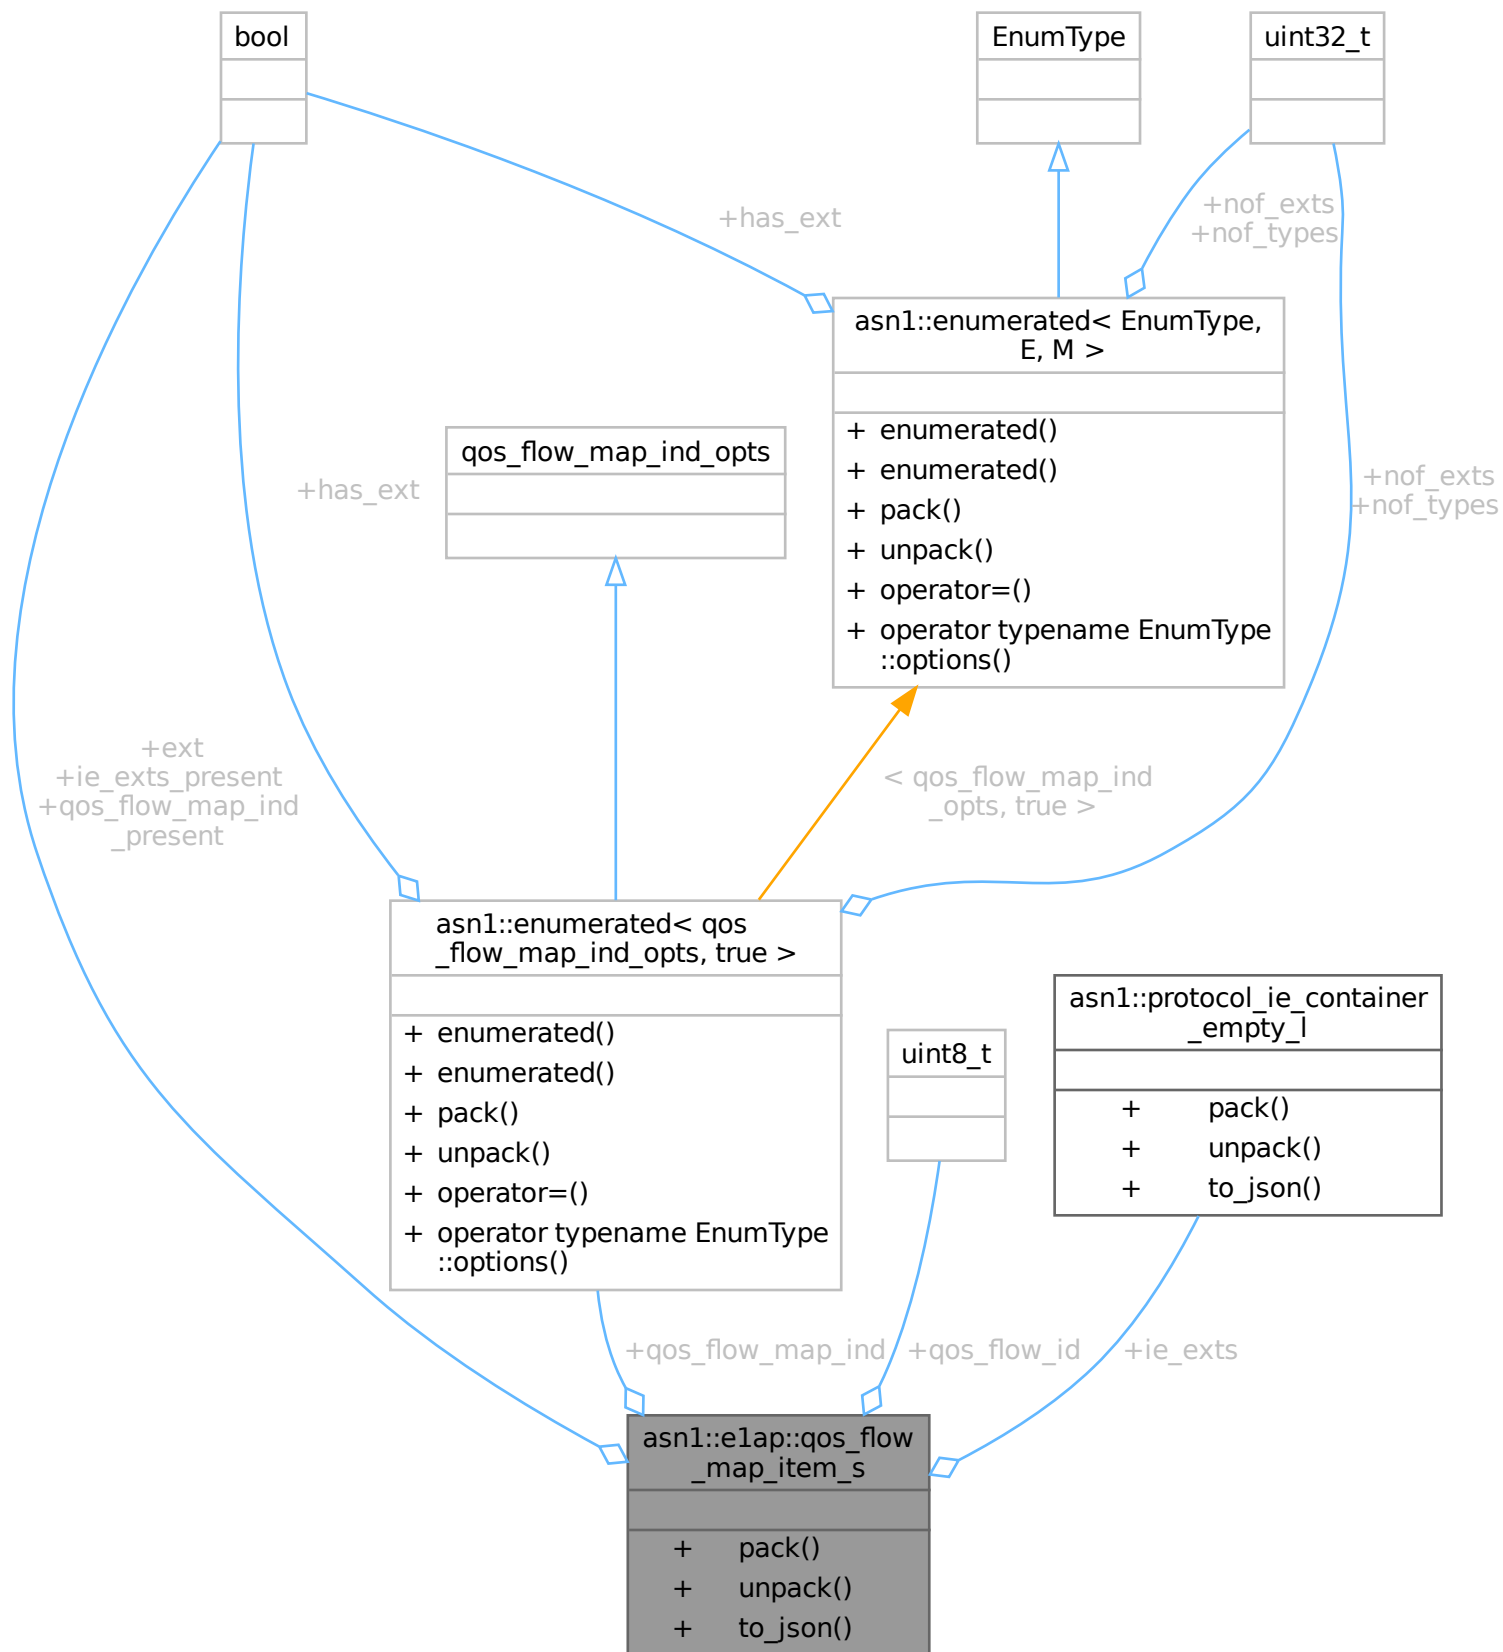 bool
EnumType
uint32_t
+has_ext
+nof_exts
+nof_types
asn1::enumerated< EnumType,
E, M >
+ enumerated()
+ enumerated()
+ pack()
+ unpack()
+ operator=()
+ operator typename EnumType
::options()
qos_flow_map_ind_opts
+has_ext
+nof_exts
+nof_types
+ext
+ie_exts_present
+qos_flow_map_ind
_present
< qos_flow_map_ind
_opts, true >
asn1::enumerated< qos
_flow_map_ind_opts, true >
+ enumerated()
+ enumerated()
+ pack()
+ unpack()
+ operator=()
+ operator typename EnumType
::options()
uint8_t
asn1::protocol_ie_container
_empty_l
+ pack()
+ unpack()
+ to_json()
+qos_flow_map_ind
+qos_flow_id
+ie_exts
asn1::e1ap::qos_flow
_map_item_s
+ pack()
+ unpack()
+ to_json()